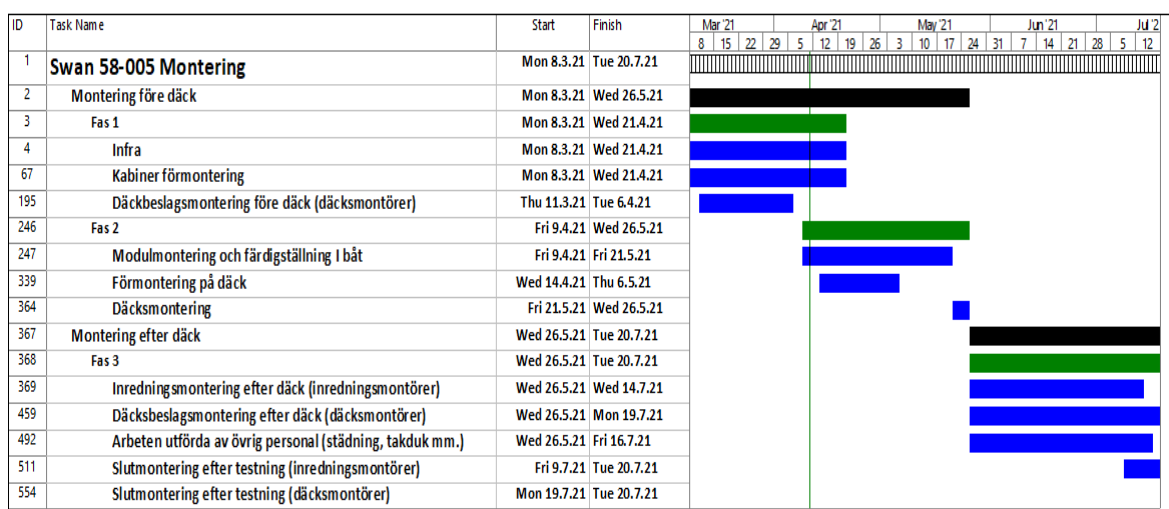 ID Task Name Start Finish Mar '21 Apr '21 May '21 Jun '21 Jul '2
8 15 22 29 5 12 19 26 3 10 17 24 31 7 14 21 28 5 12
1 Swan 58-005 Montering Mon 8.3.21 Tue 20.7.21
2 Montering före däck Mon 8.3.21 Wed 26.5.21
3 Fas 1 Mon 8.3.21 Wed 21.4.21
4 Infra Mon 8.3.21 Wed 21.4.21
67 Kabiner förmontering Mon 8.3.21 Wed 21.4.21
195 Däckbeslagsmontering före däck (däcksmontörer) Thu 11.3.21 Tue 6.4.21
246 Fas 2 Fri 9.4.21 Wed 26.5.21
247 Modulmontering och färdigställning I båt Fri 9.4.21 Fri 21.5.21
339 Förmontering på däck Wed 14.4.21 Thu 6.5.21
364 Däcksmontering Fri 21.5.21 Wed 26.5.21
367 Montering efter däck Wed 26.5.21 Tue 20.7.21
368 Fas 3 Wed 26.5.21 Tue 20.7.21
369 Inredningsmontering efter däck (inredningsmontörer) Wed 26.5.21 Wed 14.7.21
459 Däcksbeslagsmontering efter däck (däcksmontörer) Wed 26.5.21 Mon 19.7.21
492 Arbeten utförda av övrig personal (städning, takduk mm.) Wed 26.5.21 Fri 16.7.21
511 Slutmontering efter testning (inredningsmontörer) Fri 9.7.21 Tue 20.7.21
554 Slutmontering efter testning (däcksmontörer) Mon 19.7.21 Tue 20.7.21